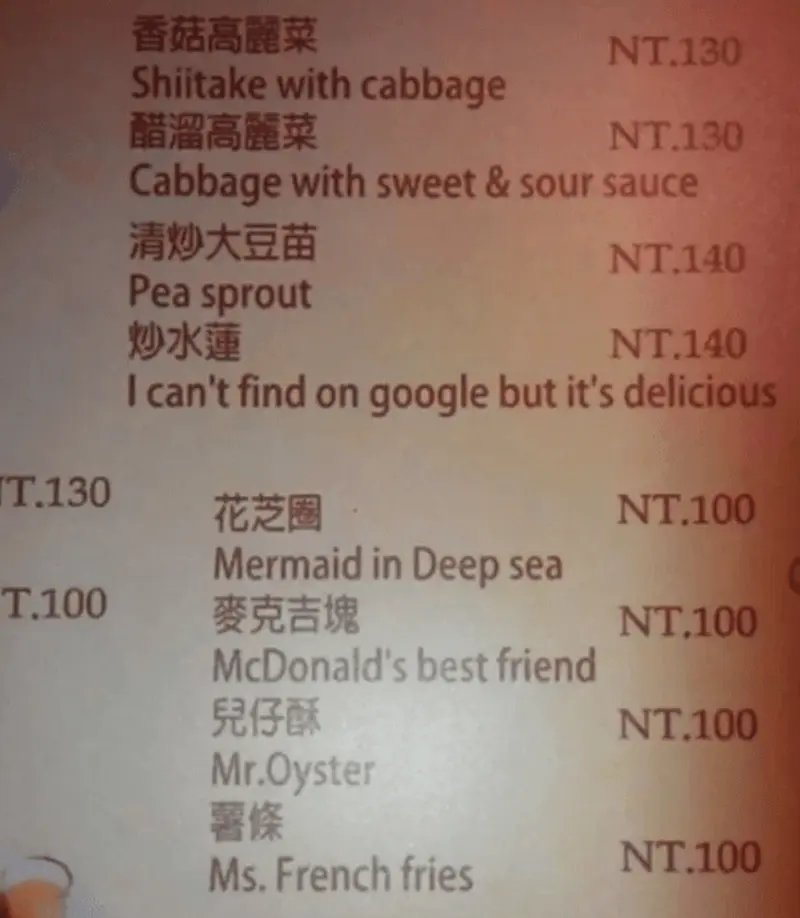 香菇高麗菜 NT.130
Shiitake with cabbage
醋溜高麗菜 NT.130
Cabbage with sweet & sour sauce
清炒大豆苗 NT.140
Pea sprout
炒水蓮 NT.140
I can't find on google but it's delicious
NT.130
花芝圈 NT.100
Mermaid in Deep sea
T.100
麥克吉塊 NT.100
McDonald's best friend
兒仔酥 NT.100
Mr.Oyster
薯條
Ms. French fries NT.100